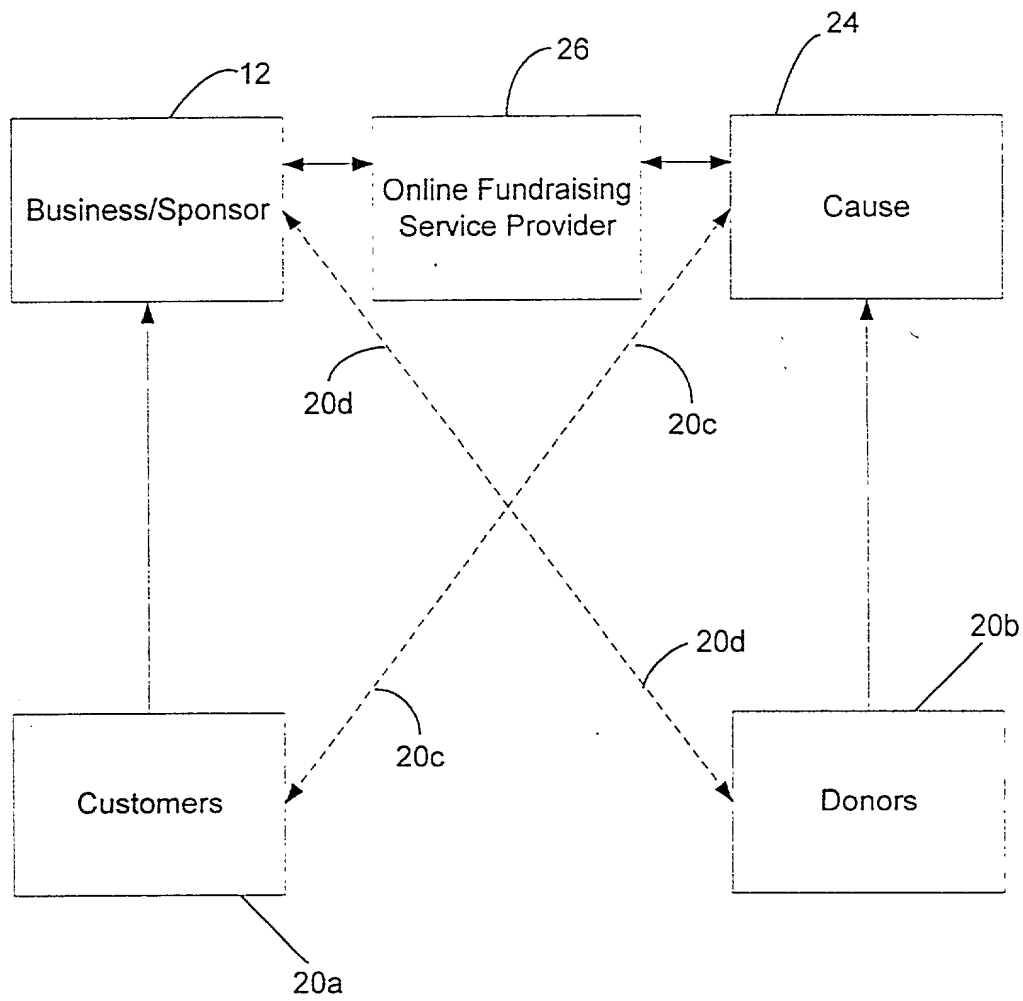 24
26
12
Business/Sponsor
Online Fundraising
Service Provider
Cause
20d
20c
20b
20d
20c
Customers
Donors
20a